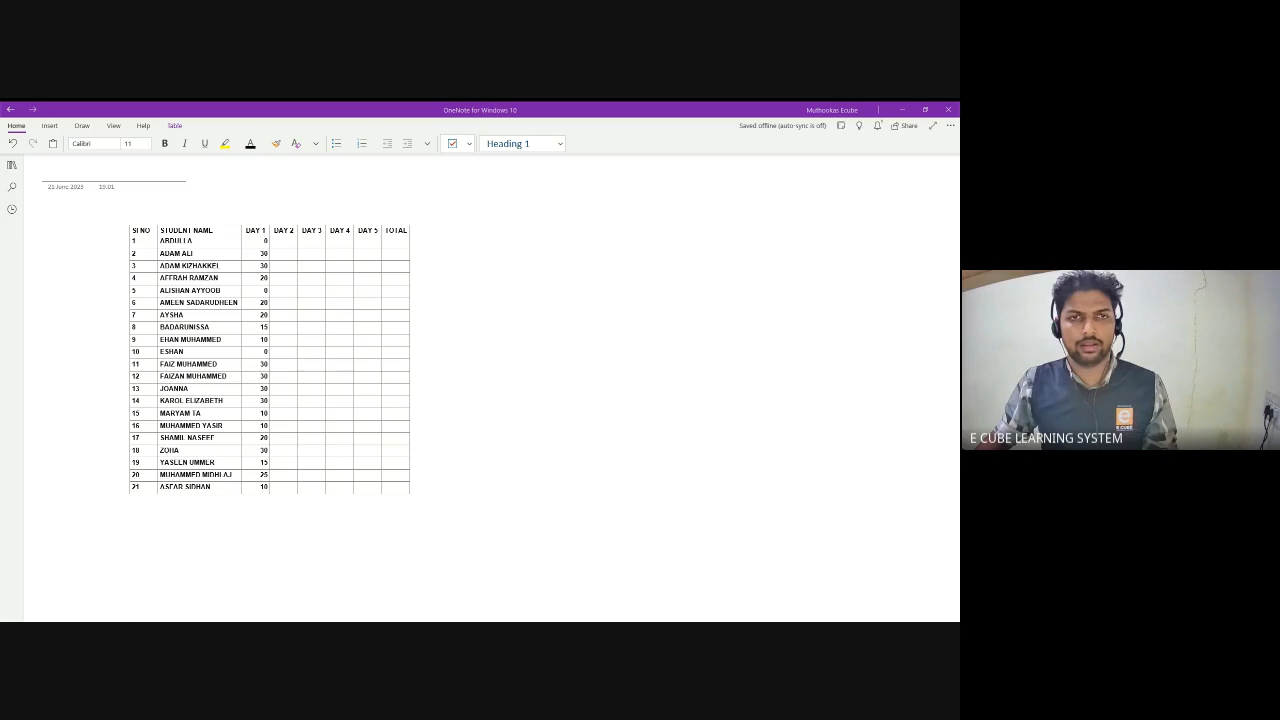 OneNote for Windows 10
Muthookas Ecube
Home Insert Draw View Help Table
Saved offline (auto-sync is off) Share
Calibri 11 B I U A Heading 1
21 June 2023 19:01
SI NO STUDENT NAME DAY 1 DAY 2 DAY 3 DAY 4 DAY 5 TOTAL
1 ABDULLA 0
2 ADAM ALI 30
3 ADAM KIZHAKKEL 30
4 AFFRAH RAMZAN 20
5 ALISHAN AYYOOB 0
6 AMEEN SADARUDHEEN 20
7 AYSHA 20
8 BADARUNISSA 15
9 EHAN MUHAMMED 10
10 ESHAN 0
11 FAIZ MUHAMMED 30
12 FAIZAN MUHAMMED 30
13 JOANNA 30
14 KAROL ELIZABETH 30
15 MARYAM TA 10
16 MUHAMMED YASIR 10
17 SHAMIL NASEEF 20
18 ZOHA 30
19 YASEEN UMMER 15
20 MUHAMMED MIDHLAJ 25
21 ASFAR SIDHAN 10
e
E CUBE
E CUBE LEARNING SYSTEM